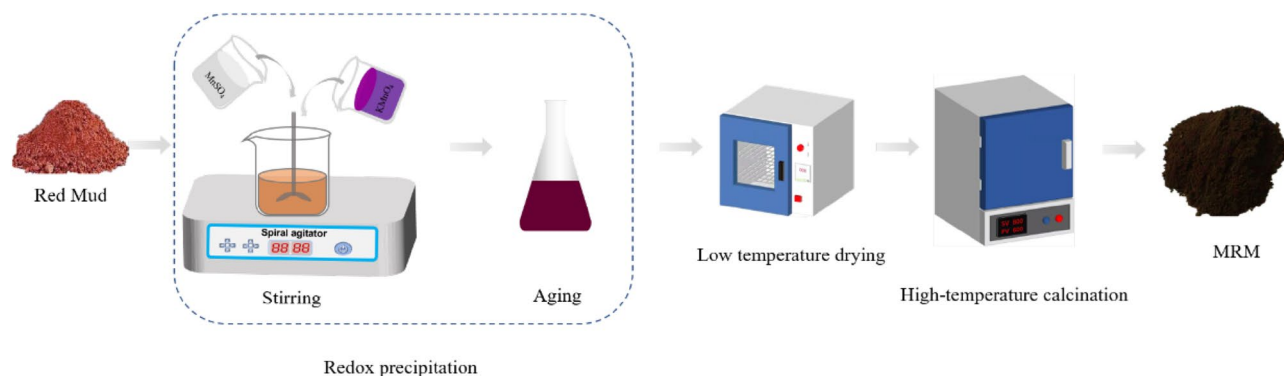 MnSO4
KMnO4
Red Mud
Spiral agitator
88 88
Stirring
Aging
Low temperature drying
High-temperature calcination
MRM
Redox precipitation